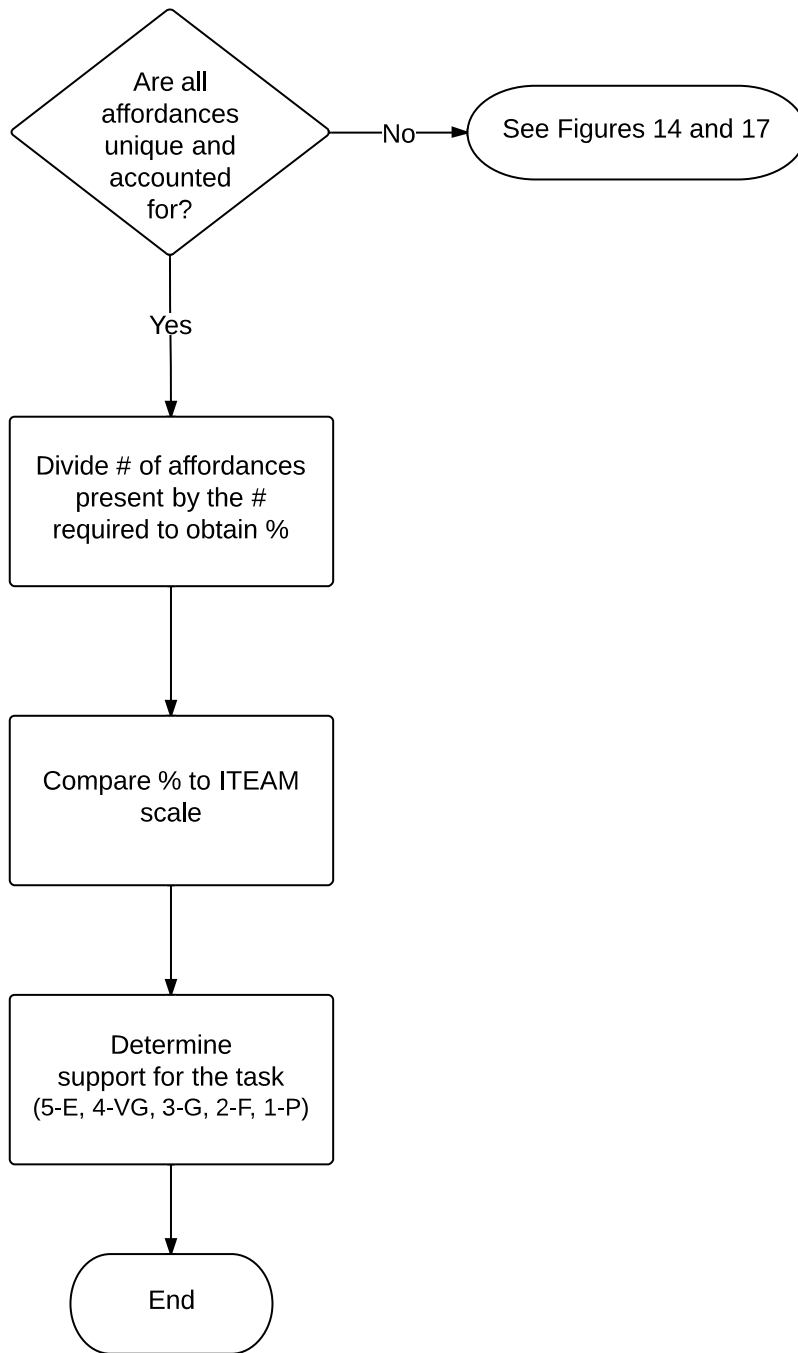 Are all
affordances
unique and
accounted
for?
No
See Figures 14 and 17
Yes
Divide # of affordances
present by the #
required to obtain %
Compare % to ITEAM
scale
Determine
support for the task
(5-E, 4-VG, 3-G, 2-F, 1-P)
End